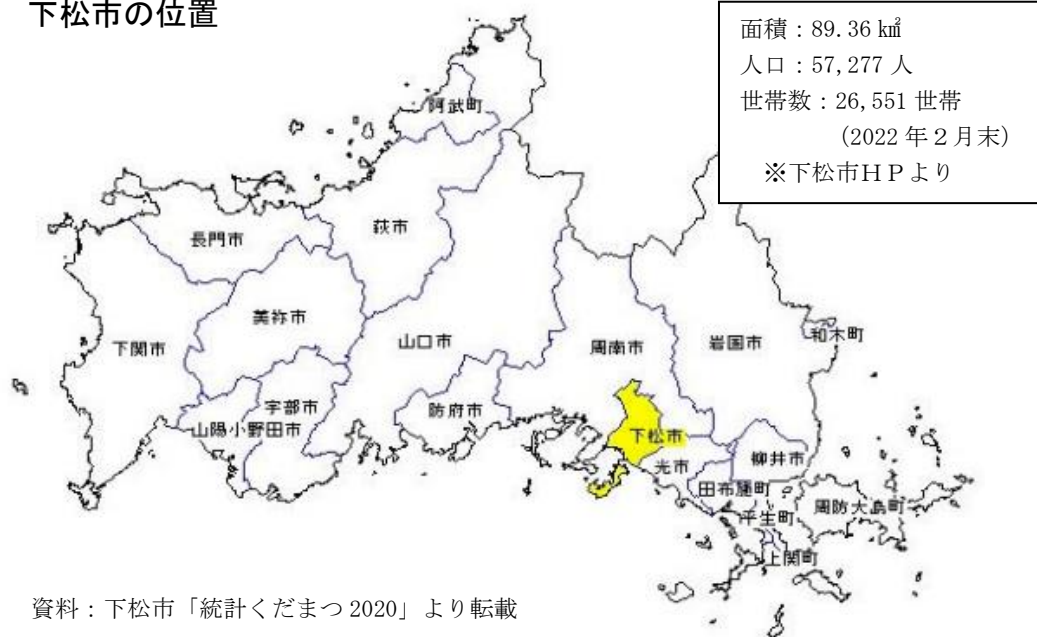 下松市の位置
面積：89.36 ㎢
人口：57,277 人
世帯数：26,551 世帯
(2022 年２月末)
※下松市ＨＰより
阿武町
萩市
長門市
美祢市
下関市
山口市
周南市
岩国市
和木町
宇部市
防府市
山陽小野田市
下松市
光市
柳井市
田布施町
周防大島町
平生町
上関町
資料：下松市「統計くだまつ 2020」より転載